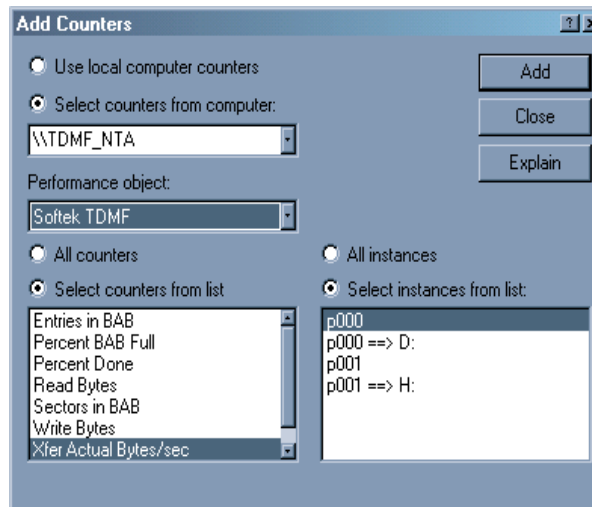 Add Counters
Use local computer counters
Select counters from computer:
\\TDMF_NTA
Performance object:
Softek TDMF
All counters
Select counters from list
Entries in BAB
Percent BAB Full
Percent Done
Read Bytes
Sectors in BAB
Write Bytes
Xfer Actual Bytes/sec
All instances
Select instances from list:
p000
p000 ==> D:
p001
p001 ==> H:
Add
Close
Explain